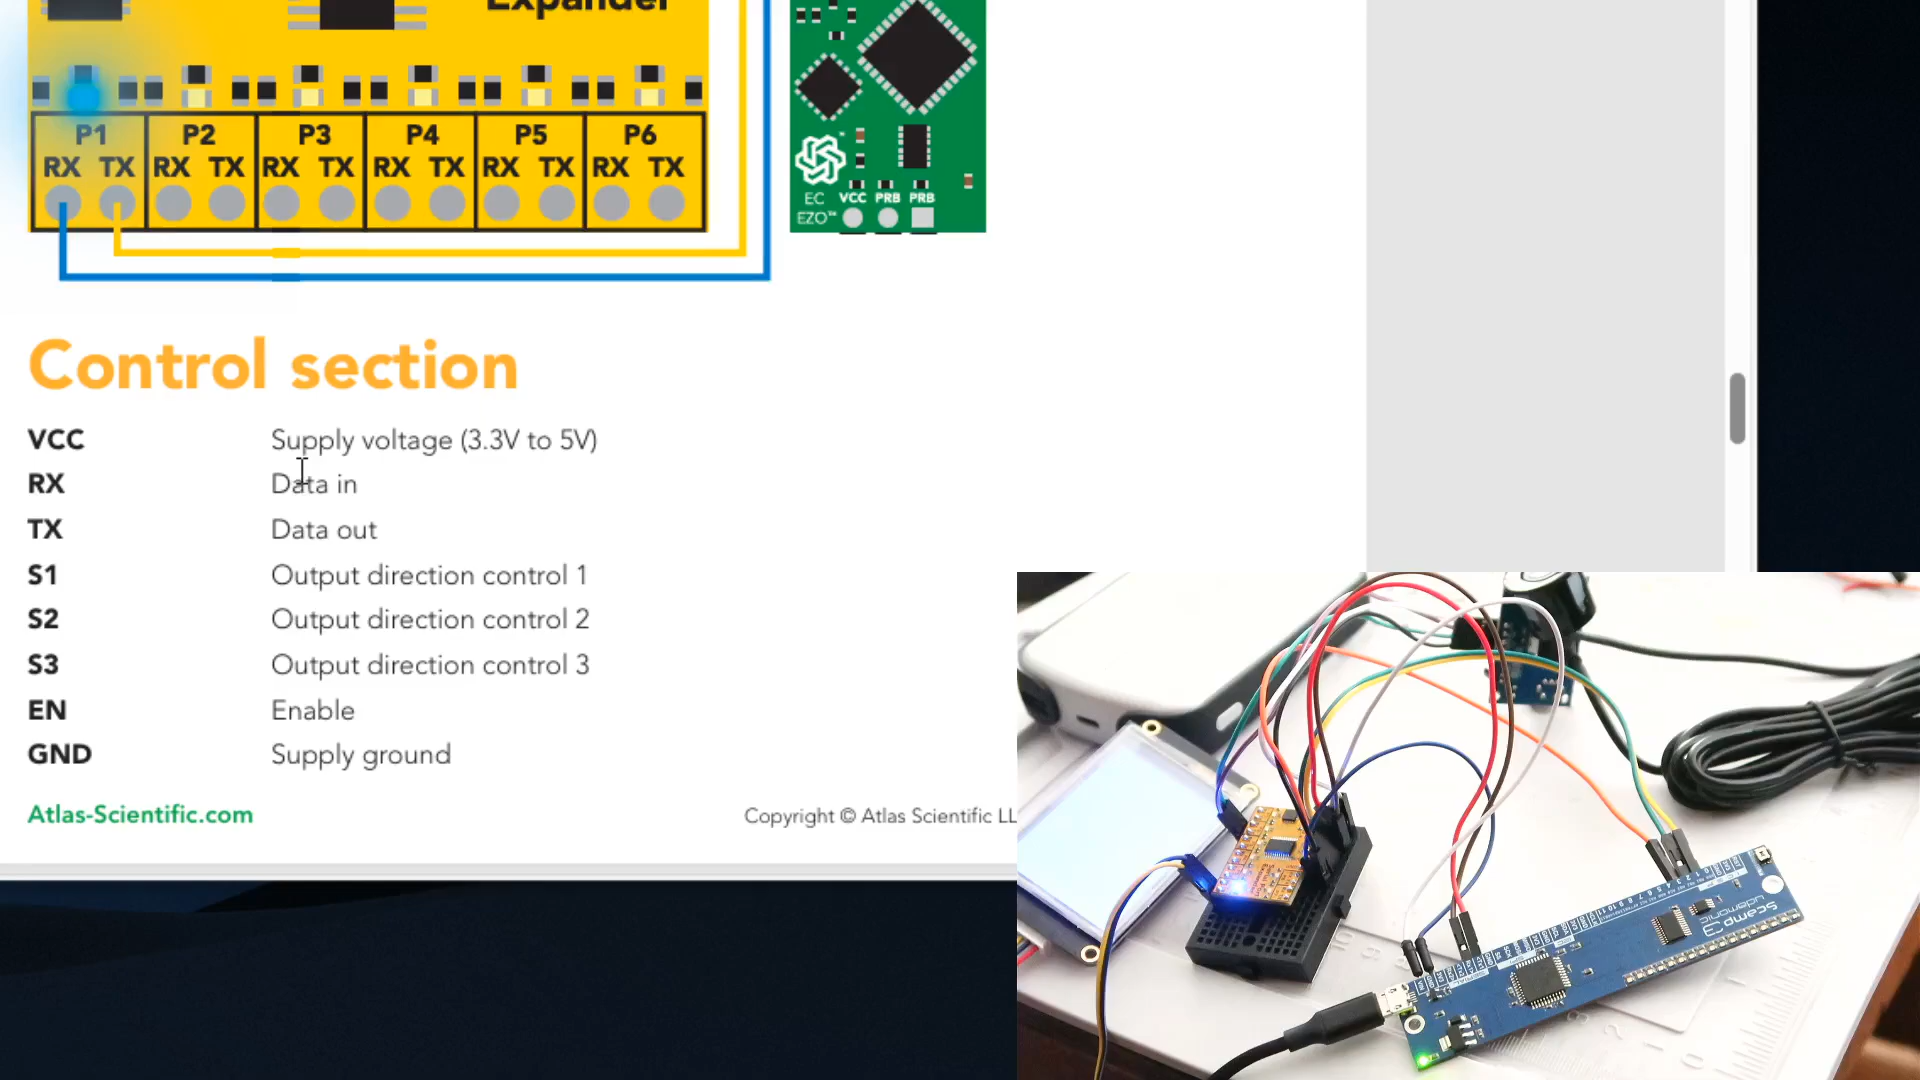 Expander
P1 P2 P3 P4 P5 P6
RX TX RX TX RX TX RX TX RX TX RX TX
EC VCC PRB PRB
EZO™
Control section
VCC Supply voltage (3.3V to 5V)
RX Data in
TX Data out
S1 Output direction control 1
S2 Output direction control 2
S3 Output direction control 3
EN Enable
GND Supply ground
Atlas-Scientific.com Copyright © Atlas Scientific LL
scamp3
udamonic